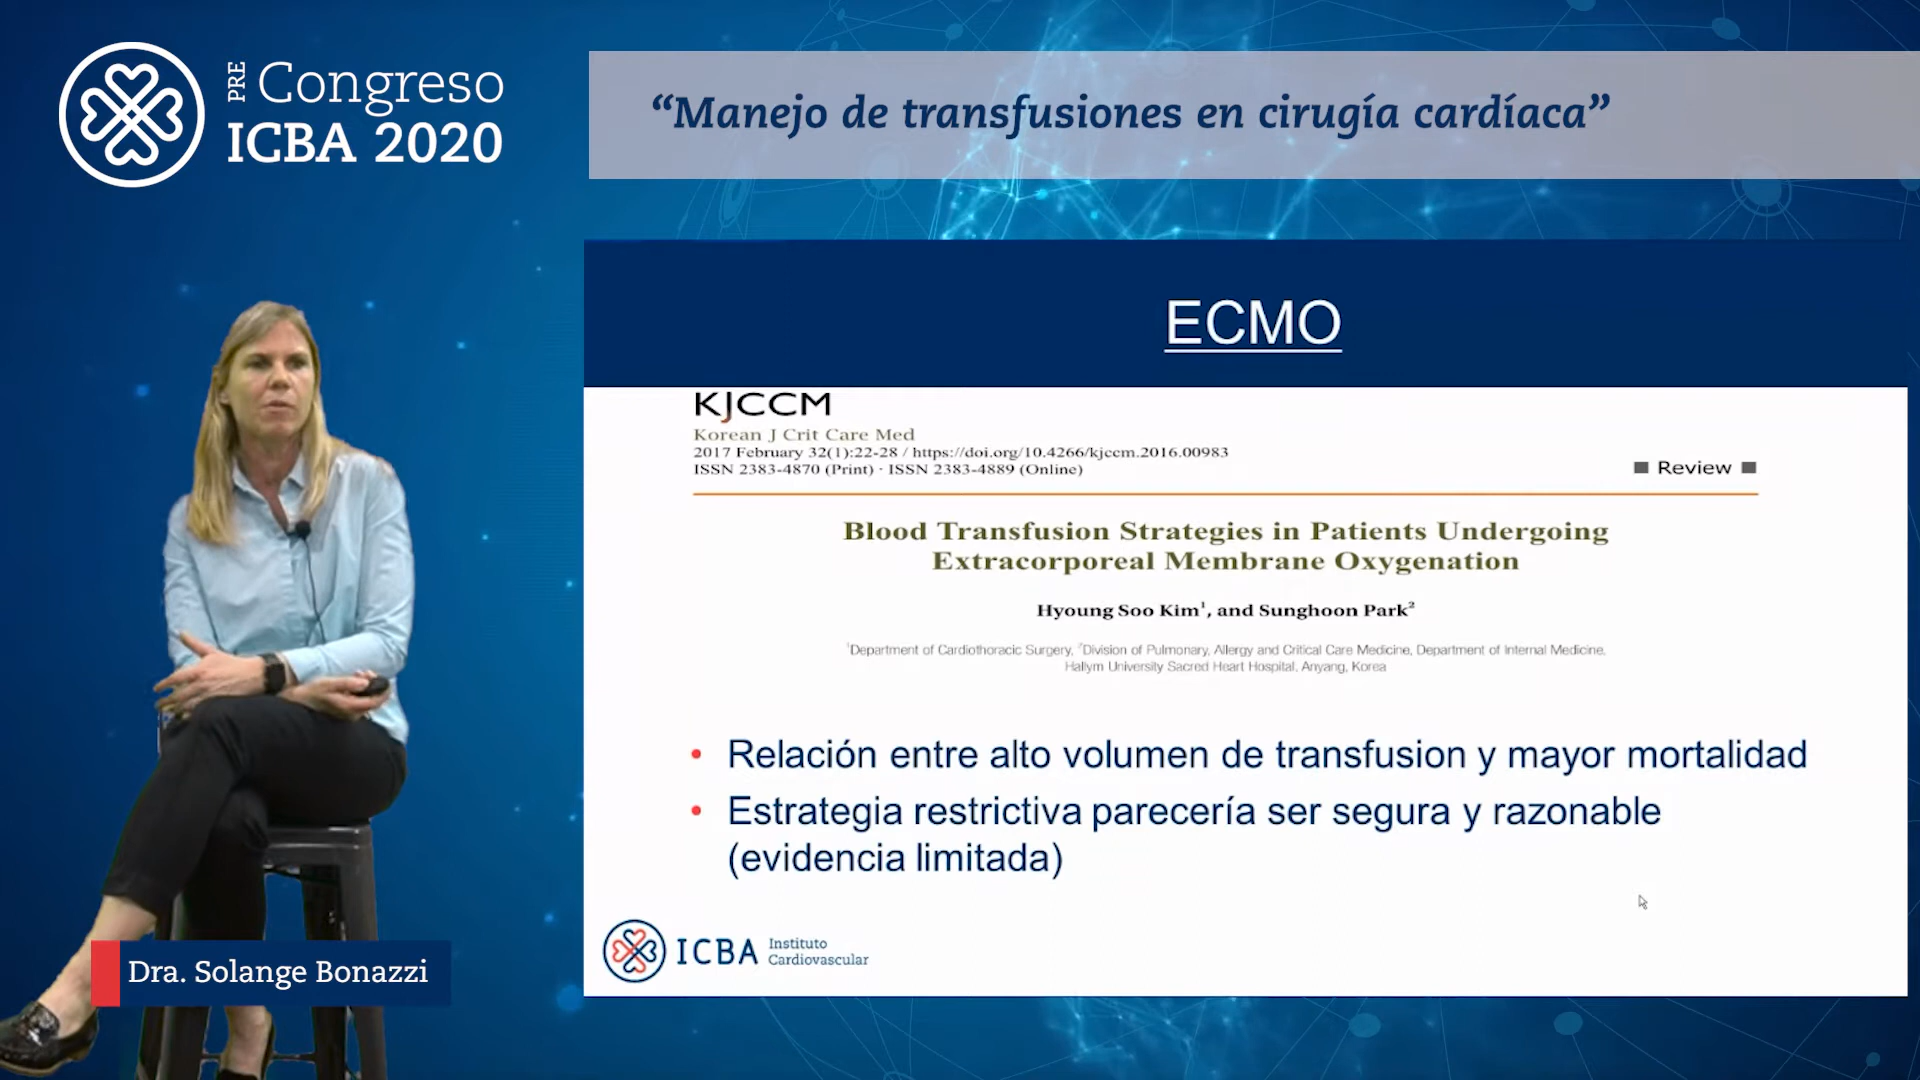 PRE Congreso
ICBA 2020
“Manejo de transfusiones en cirugía cardíaca”
ECMO
KJCCM
Korean J Crit Care Med
2017 February 32(1):22-28 / https://doi.org/10.4266/kjccm.2016.00983
ISSN 2383-4870 (Print) · ISSN 2383-4889 (Online)
■ Review ■
Blood Transfusion Strategies in Patients Undergoing
Extracorporeal Membrane Oxygenation
Hyoung Soo Kim¹, and Sunghoon Park²
¹Department of Cardiothoracic Surgery, ²Division of Pulmonary, Allergy and Critical Care Medicine, Department of Internal Medicine,
Hallym University Sacred Heart Hospital, Anyang, Korea
• Relación entre alto volumen de transfusion y mayor mortalidad
• Estrategia restrictiva parecería ser segura y razonable
(evidencia limitada)
ICBA Instituto
Cardiovascular
Dra. Solange Bonazzi